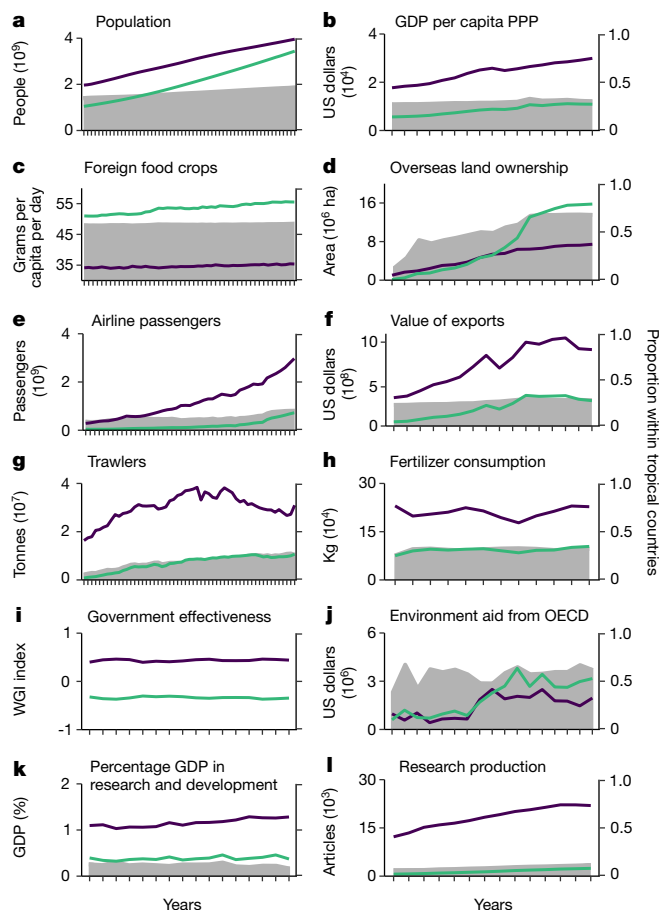 a Population
People (10⁹)
4
2
0
b GDP per capita PPP
US dollars
(10⁴)
4
2
0
1.0
0.5
0
c Foreign food crops
Grams per
capita per day
55
45
35
d Overseas land ownership
Area (10⁶ ha)
16
8
0
1.0
0.5
0
e Airline passengers
Passengers
(10⁹)
4
2
0
f Value of exports
US dollars
(10⁸)
10
5
0
1.0
0.5
0
g Trawlers
Tonnes (10⁷)
4
2
0
h Fertilizer consumption
Kg (10⁴)
30
15
0
1.0
0.5
0
i Government effectiveness
WGI index
1
0
-1
j Environment aid from OECD
US dollars
(10⁶)
6
3
0
1.0
0.5
0
k Percentage GDP in
research and development
GDP (%)
2
1
0
l Research production
Articles (10³)
30
15
0
1.0
0.5
0
Proportion within tropical countries
Years
Years